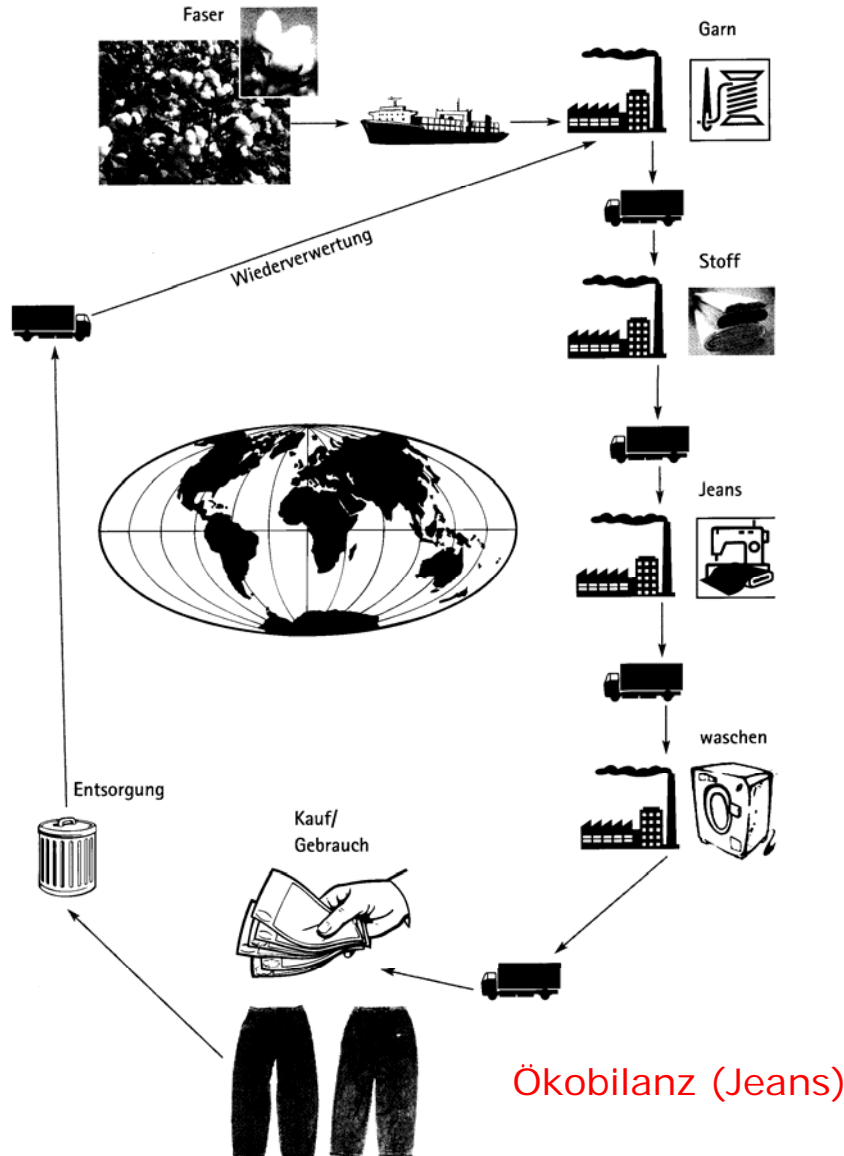 Faser
Garn
Wiederverwertung
Stoff
Jeans
waschen
Entsorgung
Kauf/
Gebrauch
Ökobilanz (Jeans)